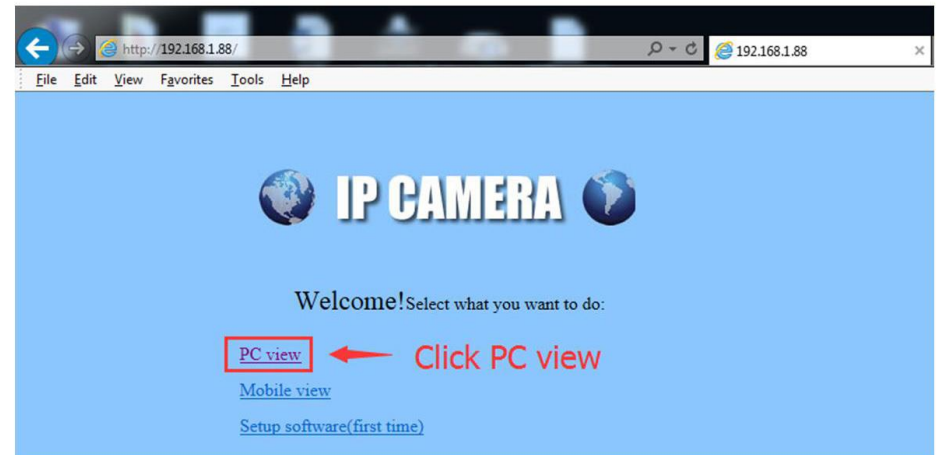 http://192.168.1.88/
192.168.1.88
File Edit View Favorites Tools Help
IP CAMERA
Welcome!Select what you want to do:
PC view
Click PC view
Mobile view
Setup software(first time)